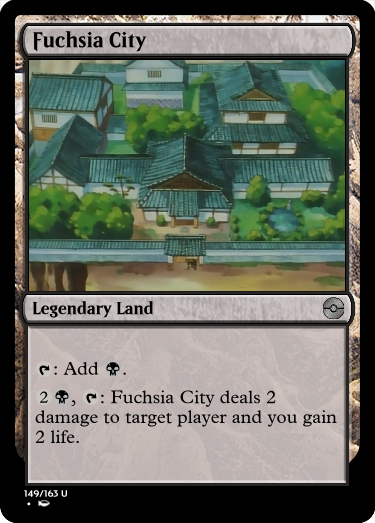 Fuchsia City
Legendary Land
: Add .
2 , : Fuchsia City deals 2
damage to target player and you gain
2 life.
149/163 U